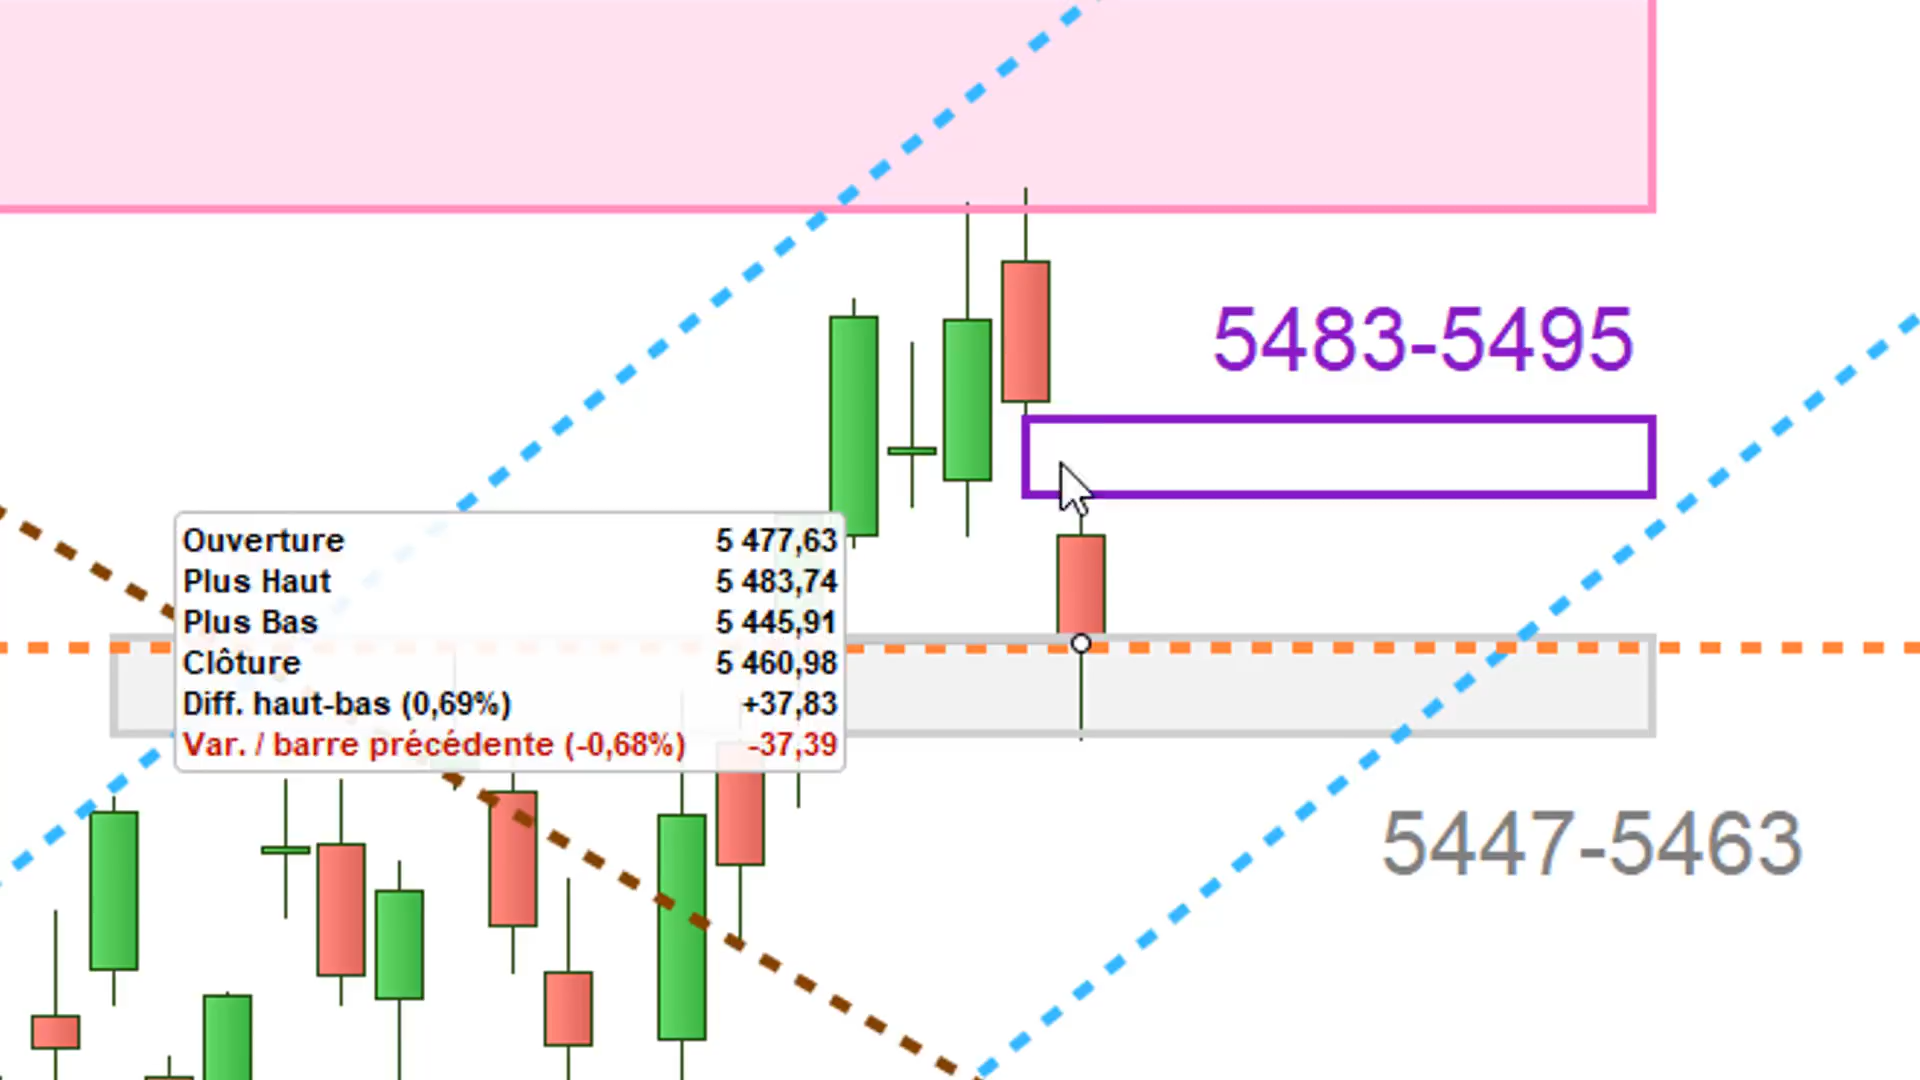 5483-5495
Ouverture 5 477,63
Plus Haut 5 483,74
Plus Bas 5 445,91
Clôture 5 460,98
Diff. haut-bas (0,69%) +37,83
Var. / barre précédente (-0,68%) -37,39
5447-5463